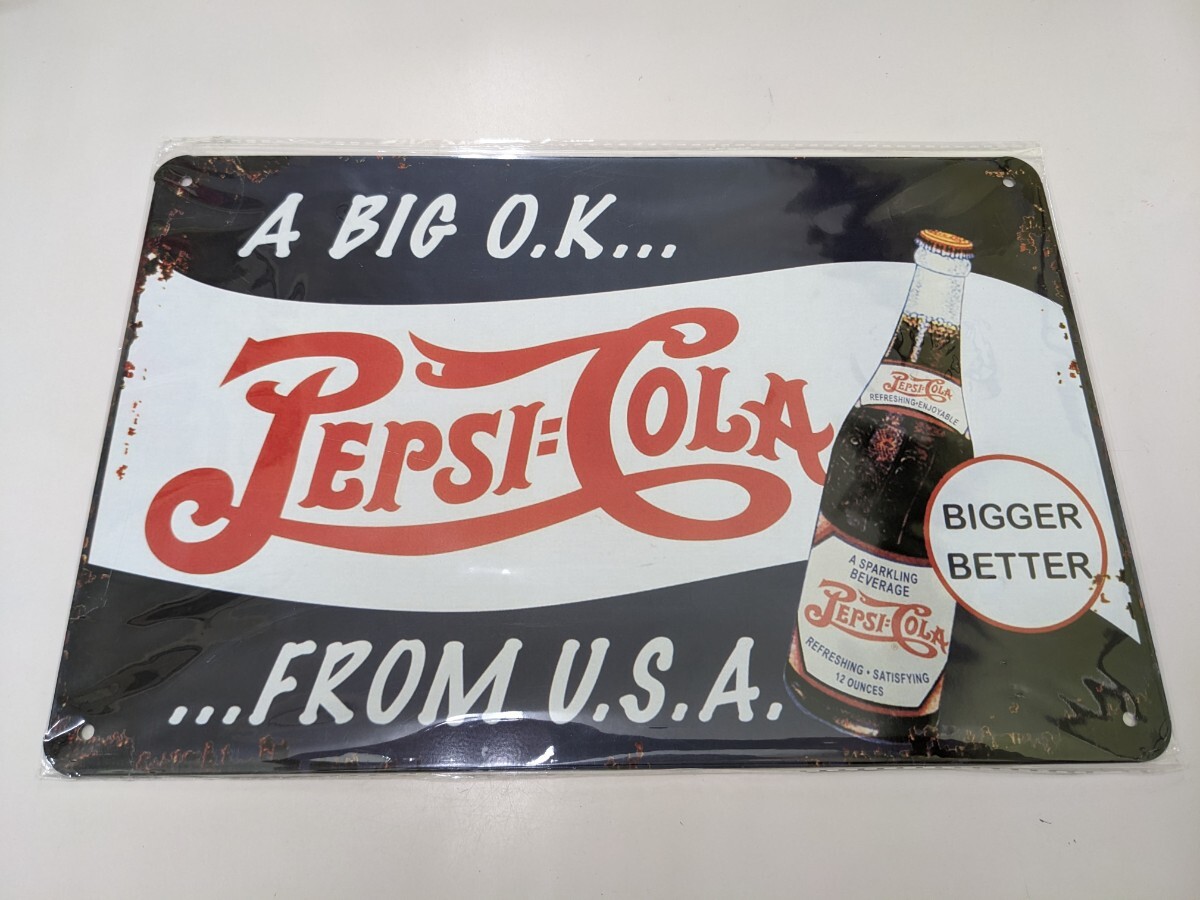 A BIG O.K...
PEPSI=COLA
PEPSI=COLA
REFRESHING•ENJOYABLE
BIGGER
BETTER
A SPARKLING
BEVERAGE
PEPSI=COLA
REFRESHING • SATISFYING
12 OUNCES
...FROM U.S.A.